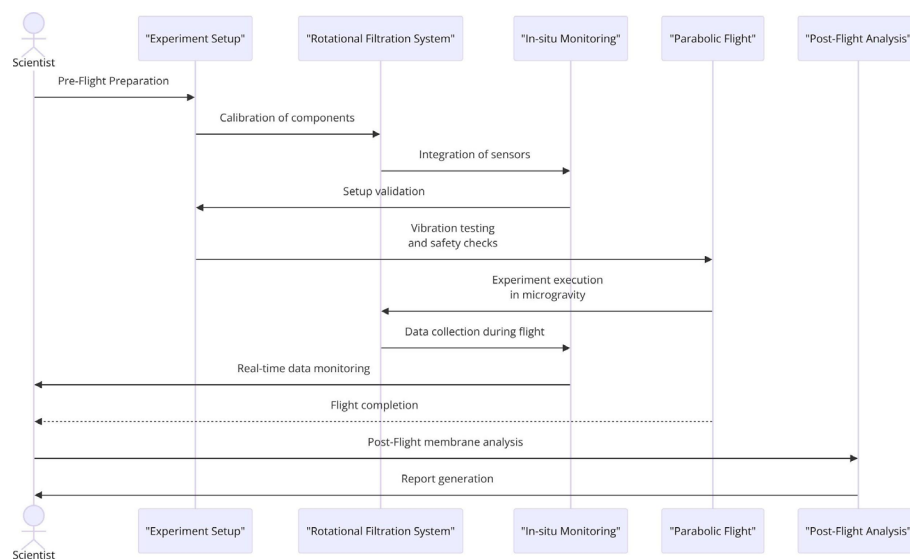 "Experiment Setup" "Rotational Filtration System" "In-situ Monitoring" "Parabolic Flight" "Post-Flight Analysis"
Scientist
Pre-Flight Preparation
Calibration of components
Integration of sensors
Setup validation
Vibration testing
and safety checks
Experiment execution
in microgravity
Data collection during flight
Real-time data monitoring
Flight completion
Post-Flight membrane analysis
Report generation
"Experiment Setup" "Rotational Filtration System" "In-situ Monitoring" "Parabolic Flight" "Post-Flight Analysis"
Scientist